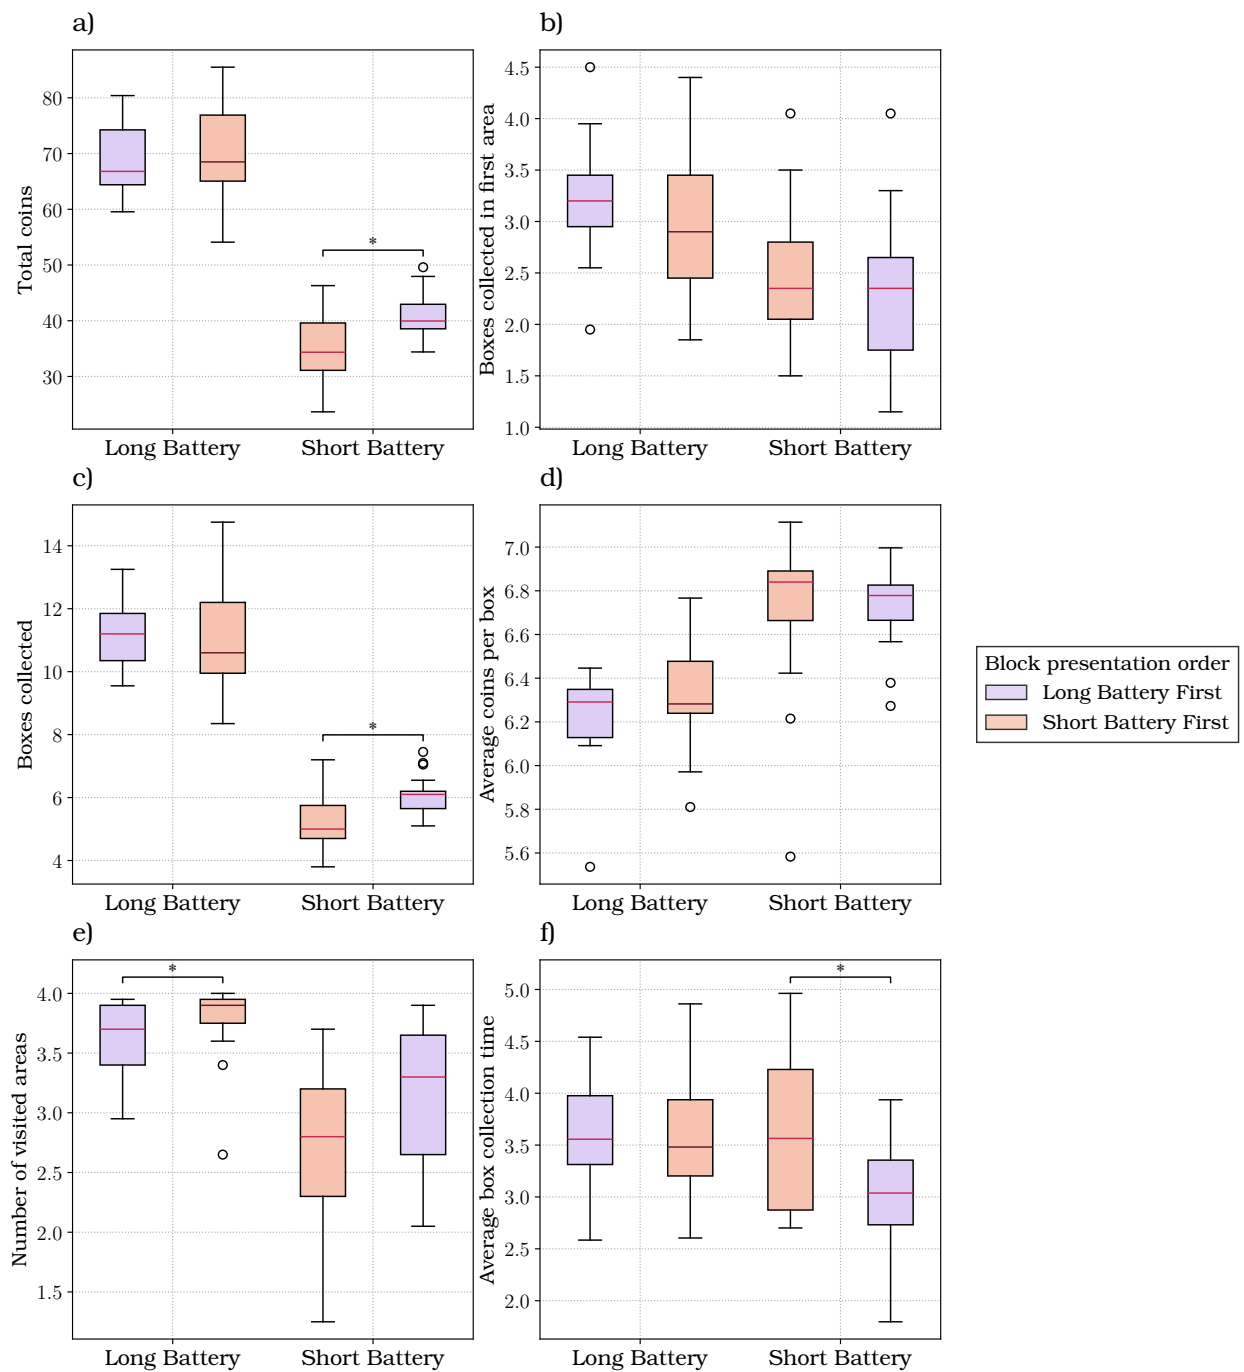 a)
Total coins
80
70
60
50
40
30
*
Long Battery
Short Battery
b)
Boxes collected in first area
4.5
4.0
3.5
3.0
2.5
2.0
1.5
1.0
Long Battery
Short Battery
c)
Boxes collected
14
12
10
8
6
4
*
Long Battery
Short Battery
d)
Average coins per box
7.0
6.8
6.6
6.4
6.2
6.0
5.8
5.6
Long Battery
Short Battery
Block presentation order
Long Battery First
Short Battery First
e)
Number of visited areas
4.0
3.5
3.0
2.5
2.0
1.5
*
Long Battery
Short Battery
f)
Average box collection time
5.0
4.5
4.0
3.5
3.0
2.5
2.0
*
Long Battery
Short Battery